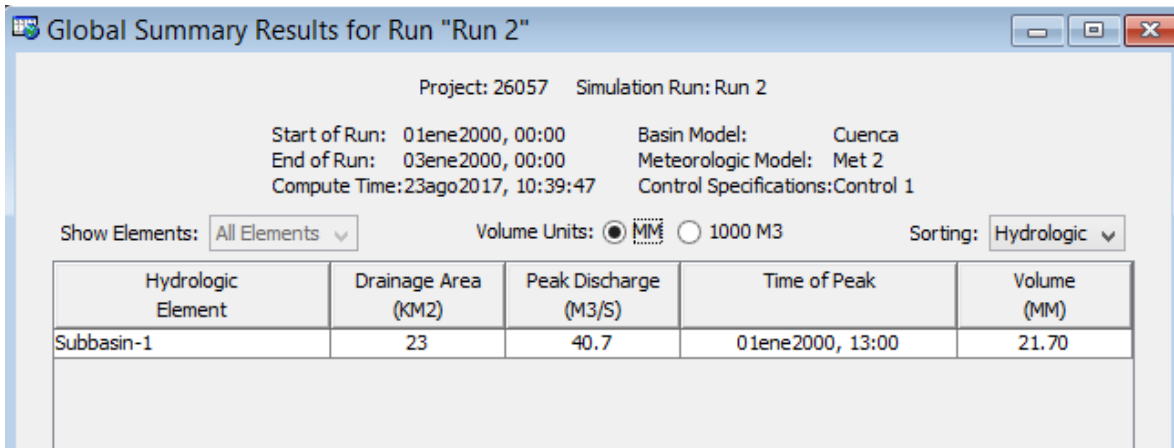 Global Summary Results for Run "Run 2"
Project: 26057 Simulation Run: Run 2
Start of Run: 01ene2000, 00:00 Basin Model: Cuenca
End of Run: 03ene2000, 00:00 Meteorologic Model: Met 2
Compute Time:23ago2017, 10:39:47 Control Specifications:Control 1
Show Elements: All Elements Volume Units: MM 1000 M3 Sorting: Hydrologic
Hydrologic Drainage Area Peak Discharge Time of Peak Volume
Element (KM2) (M3/S) (MM)
Subbasin-1 23 40.7 01ene2000, 13:00 21.70